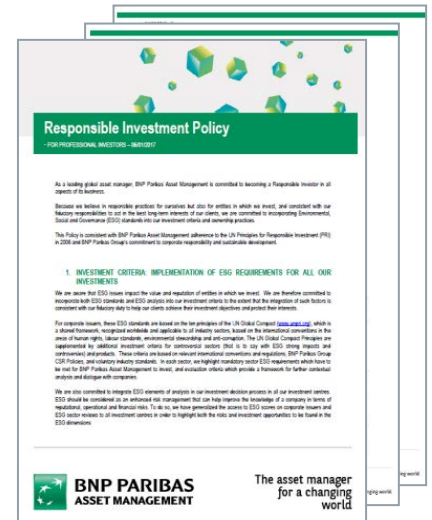 Responsible Investment Policy
- FOR PROFESSIONAL INVESTORS – 06/01/2017
As a leading global asset manager, BNP Paribas Asset Management is committed to becoming a Responsible Investor in all
aspects of its business.
Because we believe in responsible practices for ourselves but also for entities in which we invest, and consistent with our
fiduciary responsibilities to act in the best long-term interests of our clients, we are committed to incorporating Environmental,
Social and Governance (ESG) standards into our investment criteria and ownership practices.
This Policy is consistent with BNP Paribas Asset Management adherence to the UN Principles for Responsible Investment (PRI)
in 2006 and BNP Paribas Group's commitment to corporate responsibility and sustainable development.
1. INVESTMENT CRITERIA: IMPLEMENTATION OF ESG REQUIREMENTS FOR ALL OUR
INVESTMENTS
We are aware that ESG issues impact the value and reputation of entities in which we invest. We are therefore committed to
incorporate both ESG standards and ESG analysis into our investment criteria to the extent that the integration of such factors is
consistent with our fiduciary duty to help our clients achieve their investment objectives and protect their interests.
For corporate issuers, these ESG standards are based on the ten principles of the UN Global Compact (www.ungc.org), which is
a shared framework, recognized worldwide and applicable to all industry sectors, based on the international conventions in the
areas of human rights, labour standards, environmental stewardship and anti-corruption. The UN Global Compact Principles are
supplemented by additional investment criteria for controversial sectors (that is to say with ESG strong impacts and
controversies) and products. These criteria are based on relevant international conventions and regulations, BNP Paribas Group
CSR Policies, and voluntary industry standards. In each sector, we highlight mandatory sector ESG requirements which have to
be met for BNP Paribas Asset Management to invest, and evaluation criteria which provide a framework for further contextual
analysis and dialogue with companies.
We are also committed to integrate ESG elements of analysis in our investment decision process in all our investment centres.
ESG should be considered as an enhanced risk management that can help improve the knowledge of a company in terms of
reputational, operational and financial risks. To do so, we have generalized the access to ESG scores on corporate issuers and
ESG sector reviews to all investment centres in order to highlight both the risks and investment opportunities to be found in the
ESG dimensions
BNP PARIBAS
ASSET MANAGEMENT
The asset manager
for a changing
world
ing world
nging world